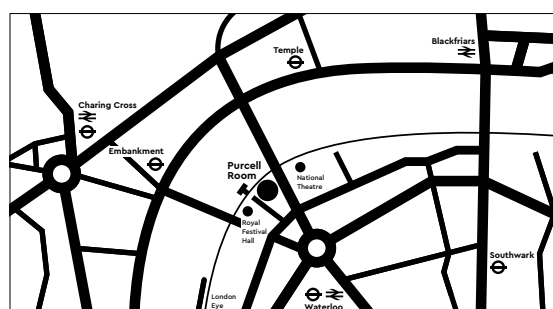 Blackfriars
Temple
Charing Cross
Embankment
Purcell
Room
National
Theatre
Royal
Festival
Hall
Southwark
London
Eye
Waterloo